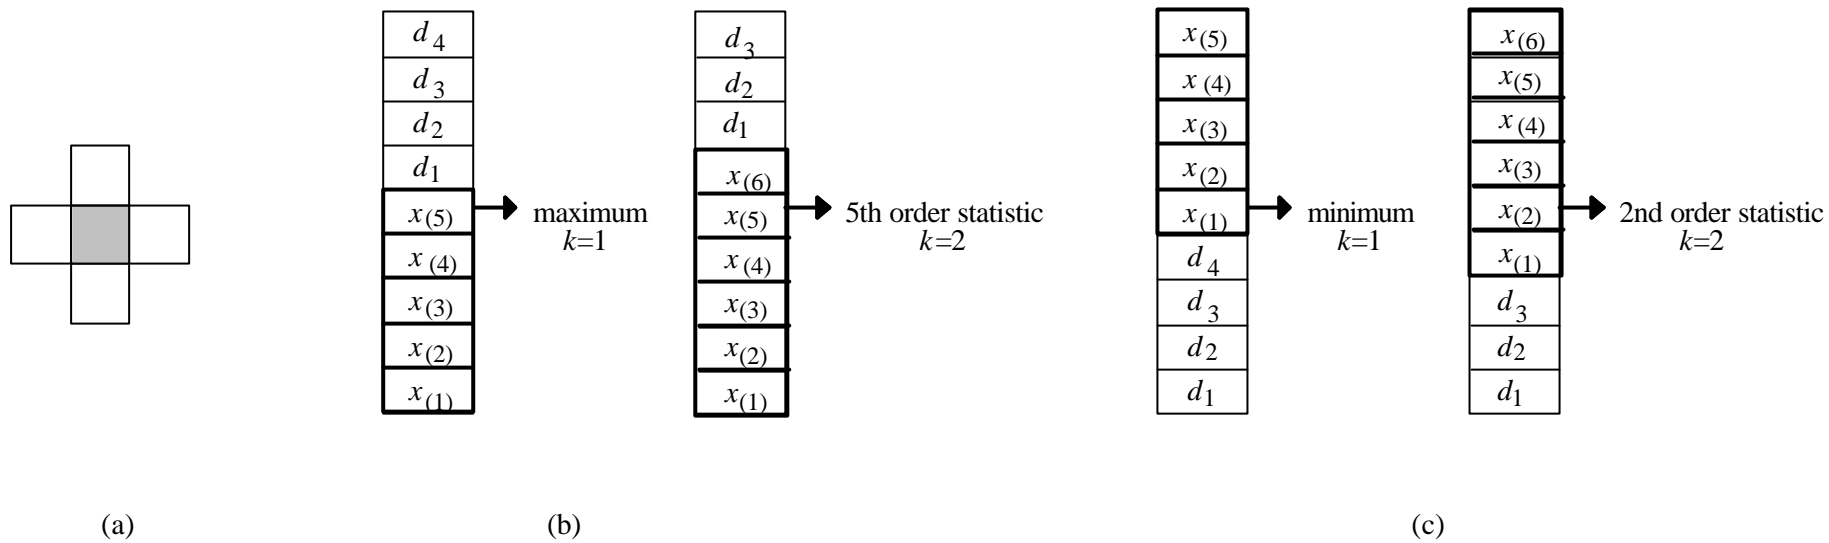 d4
d3
d2
d1
x(5)
x(4)
x(3)
x(2)
x(1)
maximum
k=1
d3
d2
d1
x(6)
x(5)
x(4)
x(3)
x(2)
x(1)
5th order statistic
k=2
x(5)
x(4)
x(3)
x(2)
x(1)
d4
d3
d2
d1
minimum
k=1
x(6)
x(5)
x(4)
x(3)
x(2)
x(1)
d3
d2
d1
2nd order statistic
k=2
(a)
(b)
(c)